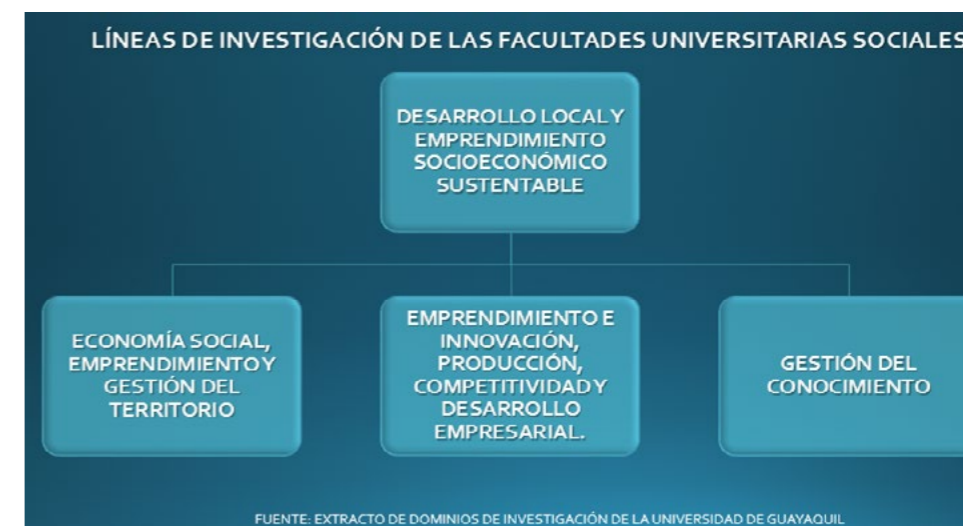 LÍNEAS DE INVESTIGACIÓN DE LAS FACULTADES UNIVERSITARIAS SOCIALES
DESARROLLO LOCAL Y
EMPRENDIMIENTO
SOCIOECONÓMICO
SUSTENTABLE
ECONOMÍA SOCIAL,
EMPRENDIMIENTO Y
GESTIÓN DEL
TERRITORIO
EMPRENDIMIENTO E
INNOVACIÓN,
PRODUCCIÓN,
COMPETITIVIDAD Y
DESARROLLO
EMPRESARIAL.
GESTIÓN DEL
CONOCIMIENTO
FUENTE: EXTRACTO DE DOMINIOS DE INVESTIGACIÓN DE LA UNIVERSIDAD DE GUAYAQUIL